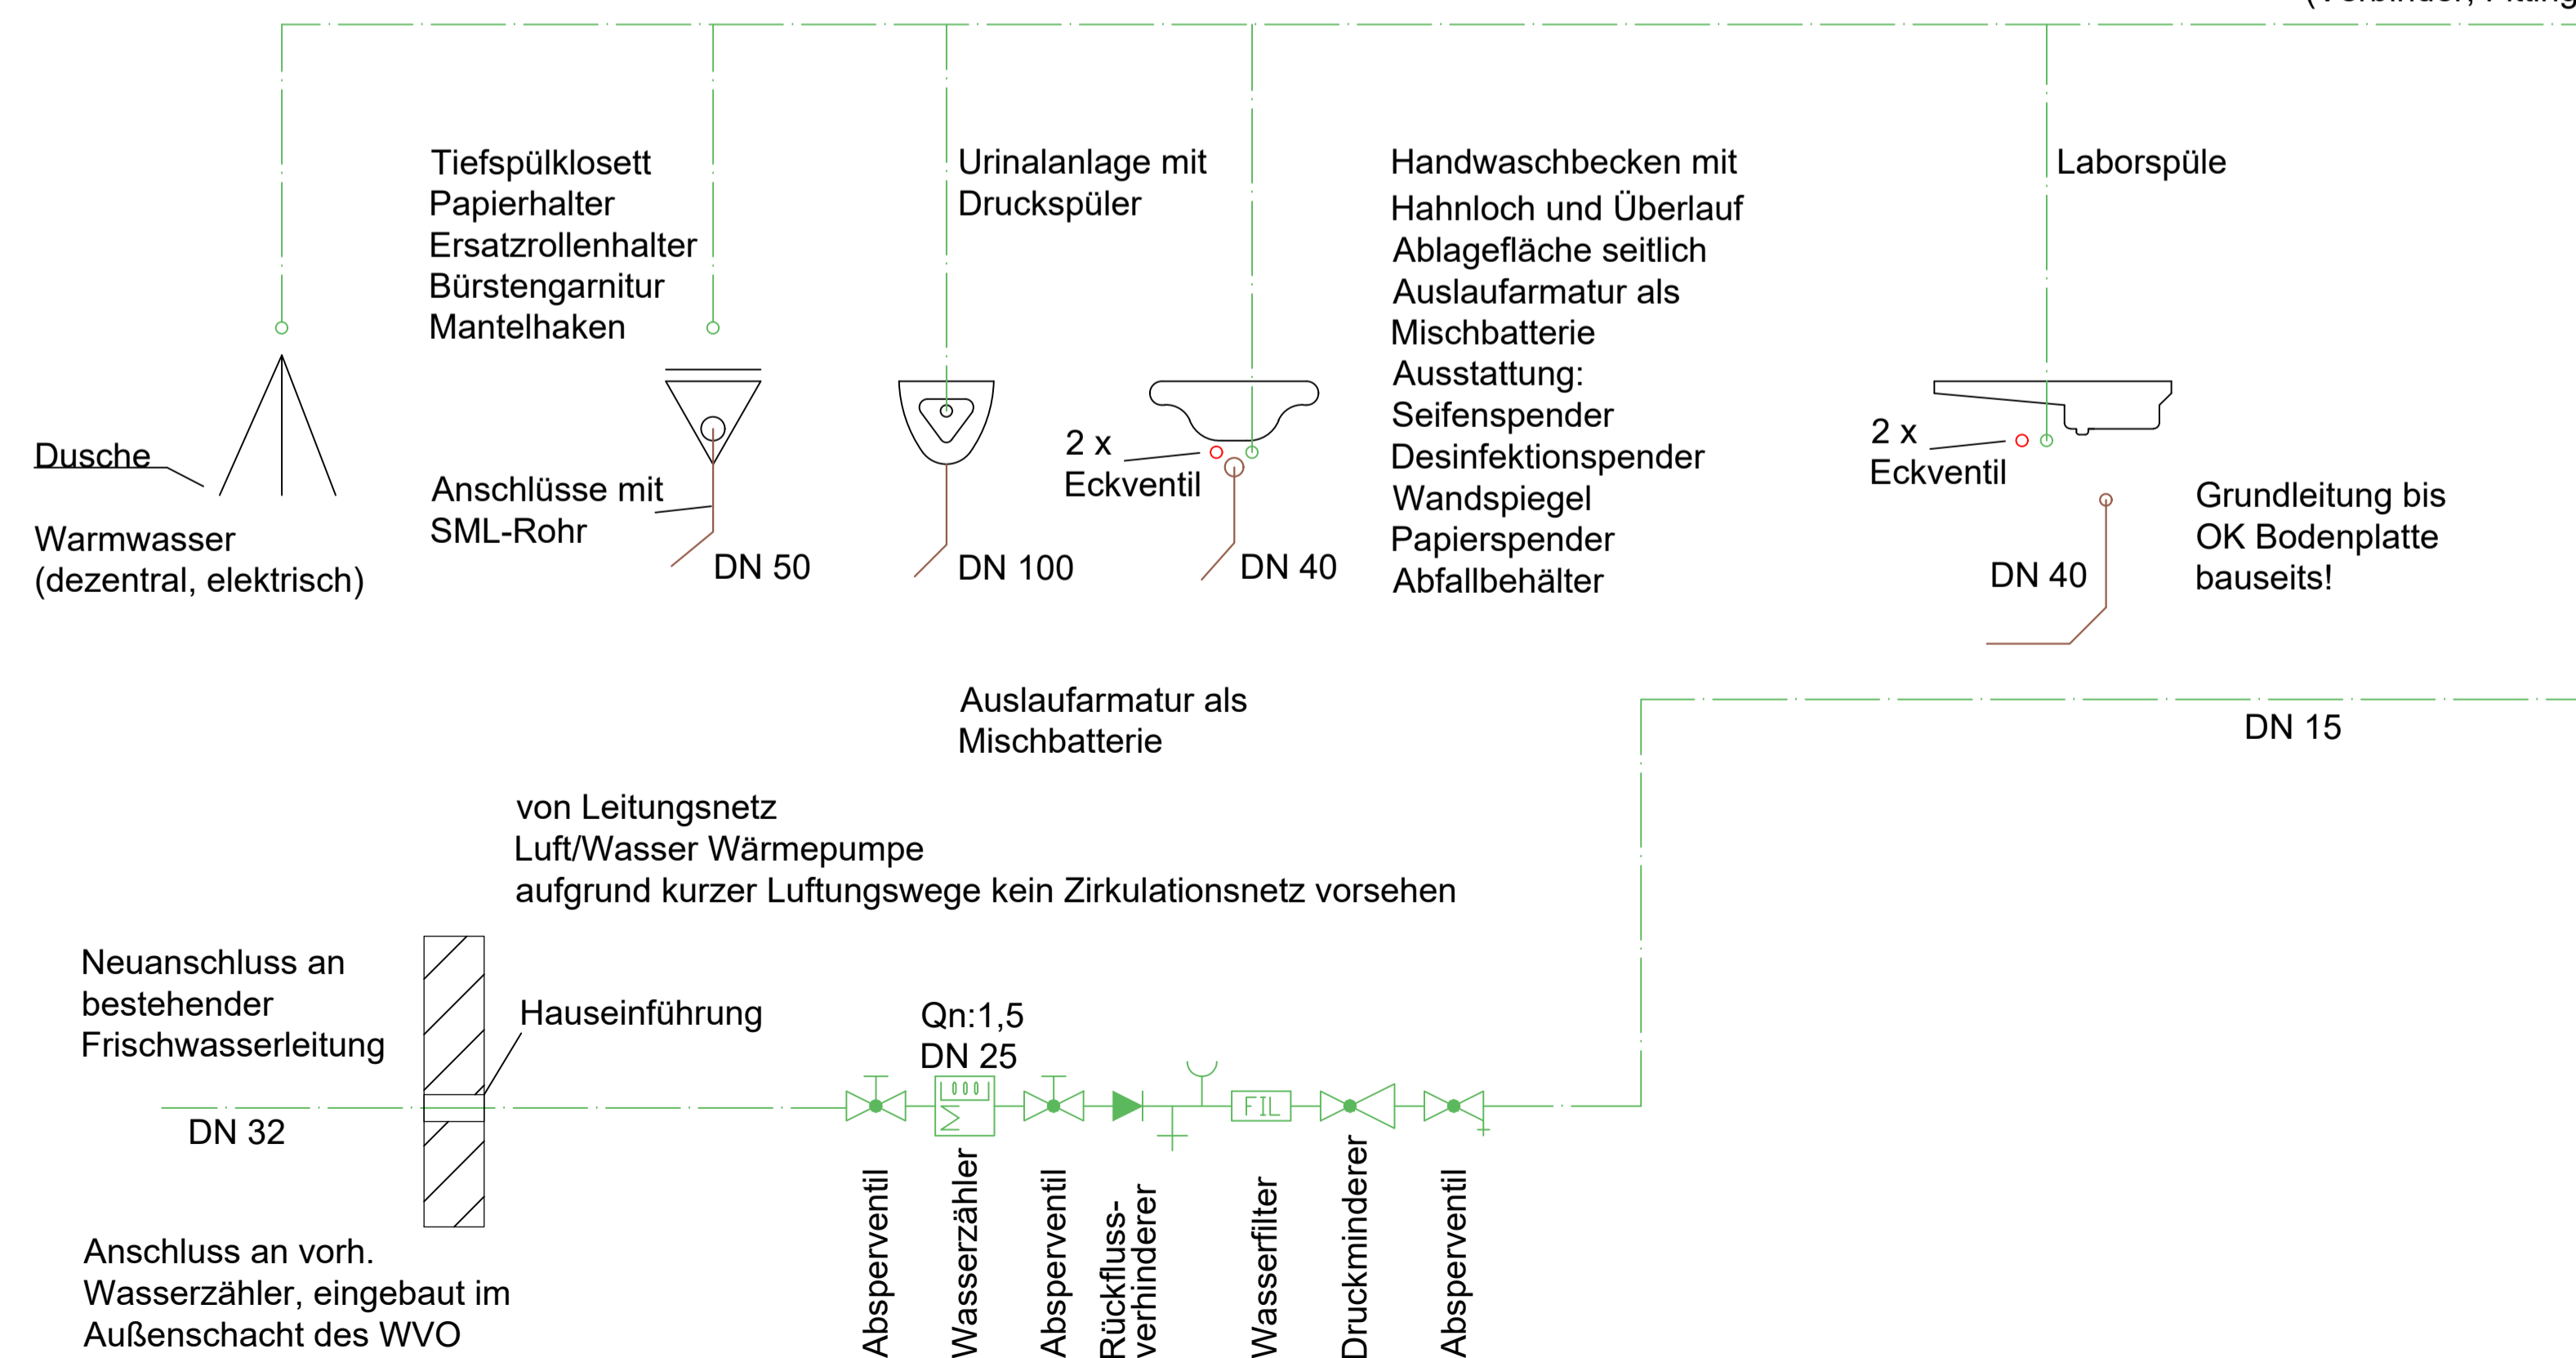 Tiefspülklosett
Papierhalter
Ersatzrollenhalter
Bürstengarnitur
Mantelhaken
Urinalanlage mit
Druckspüler
Handwaschbecken mit
Hahnloch und Überlauf
Ablagefläche seitlich
Auslaufarmatur als
Mischbatterie
Ausstattung:
Seifenspender
Desinfektionspender
Wandspiegel
Papierspender
Abfallbehälter
Laborspüle
Dusche
Warmwasser
(dezentral, elektrisch)
Anschlüsse mit
SML-Rohr
DN 50
DN 100
2 x
Eckventil
DN 40
2 x
Eckventil
DN 40
Grundleitung bis
OK Bodenplatte
bauseits!
Auslaufarmatur als
Mischbatterie
DN 15
von Leitungsnetz
Luft/Wasser Wärmepumpe
aufgrund kurzer Luftungswege kein Zirkulationsnetz vorsehen
Neuanschluss an
bestehender
Frischwasserleitung
Hauseinführung
Qn:1,5
DN 25
DN 32
FIL
Absperventil
Wasserzähler
Absperventil
Rückfluss-
verhinderer
Wasserfilter
Druckminderer
Absperventil
Anschluss an vorh.
Wasserzähler, eingebaut im
Außenschacht des WVO